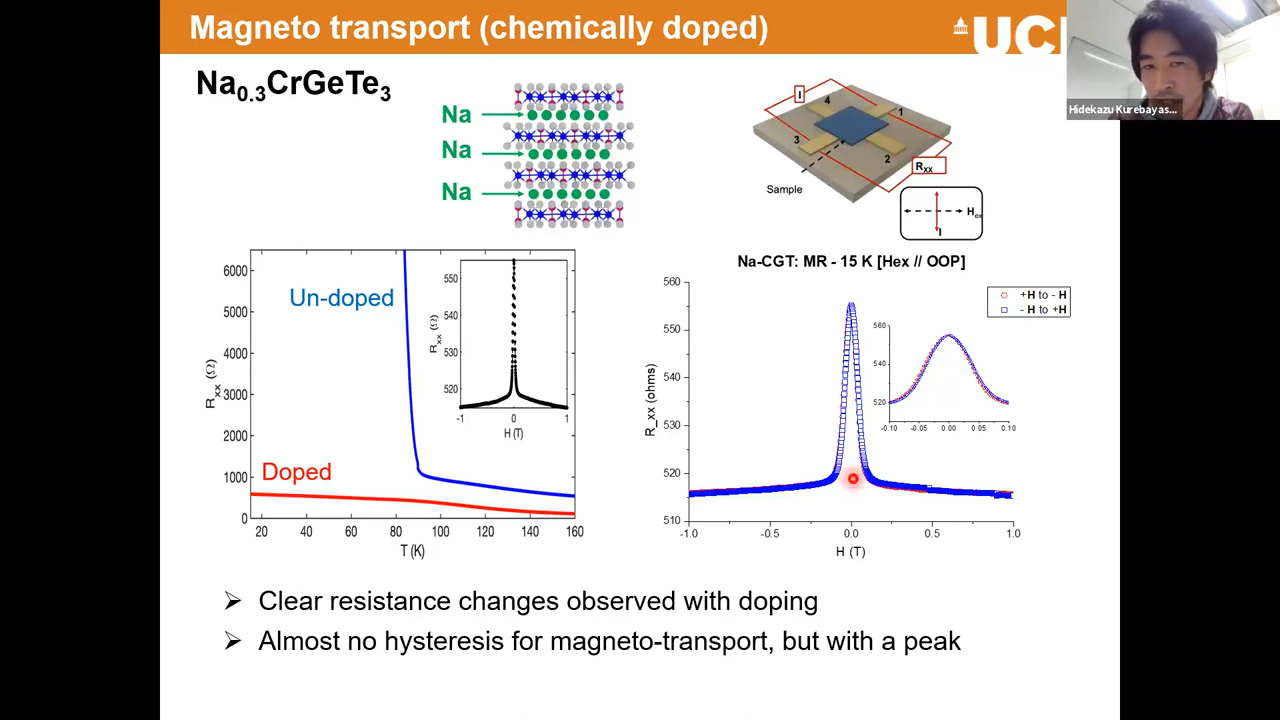 Magneto transport (chemically doped)
UCL
Hidekazu Kurebayas...
Na0.3CrGeTe3
Na
Na
Na
I
4
1
3
2
Rxx
Sample
Hex
I
Un-doped
Doped
Rxx (Ω)
6000
5000
4000
3000
2000
1000
0
20 40 60 80 100 120 140 160
T (K)
Rxx (Ω)
550
540
530
520
-1 0 1
H (T)
Na-CGT: MR - 15 K [Hex // OOP]
R_xx (ohms)
560
550
540
530
520
510
-1.0 -0.5 0.0 0.5 1.0
H (T)
+H to - H
- H to +H
560
540
520
-0.10 -0.05 0.00 0.05 0.10
➢ Clear resistance changes observed with doping
➢ Almost no hysteresis for magneto-transport, but with a peak